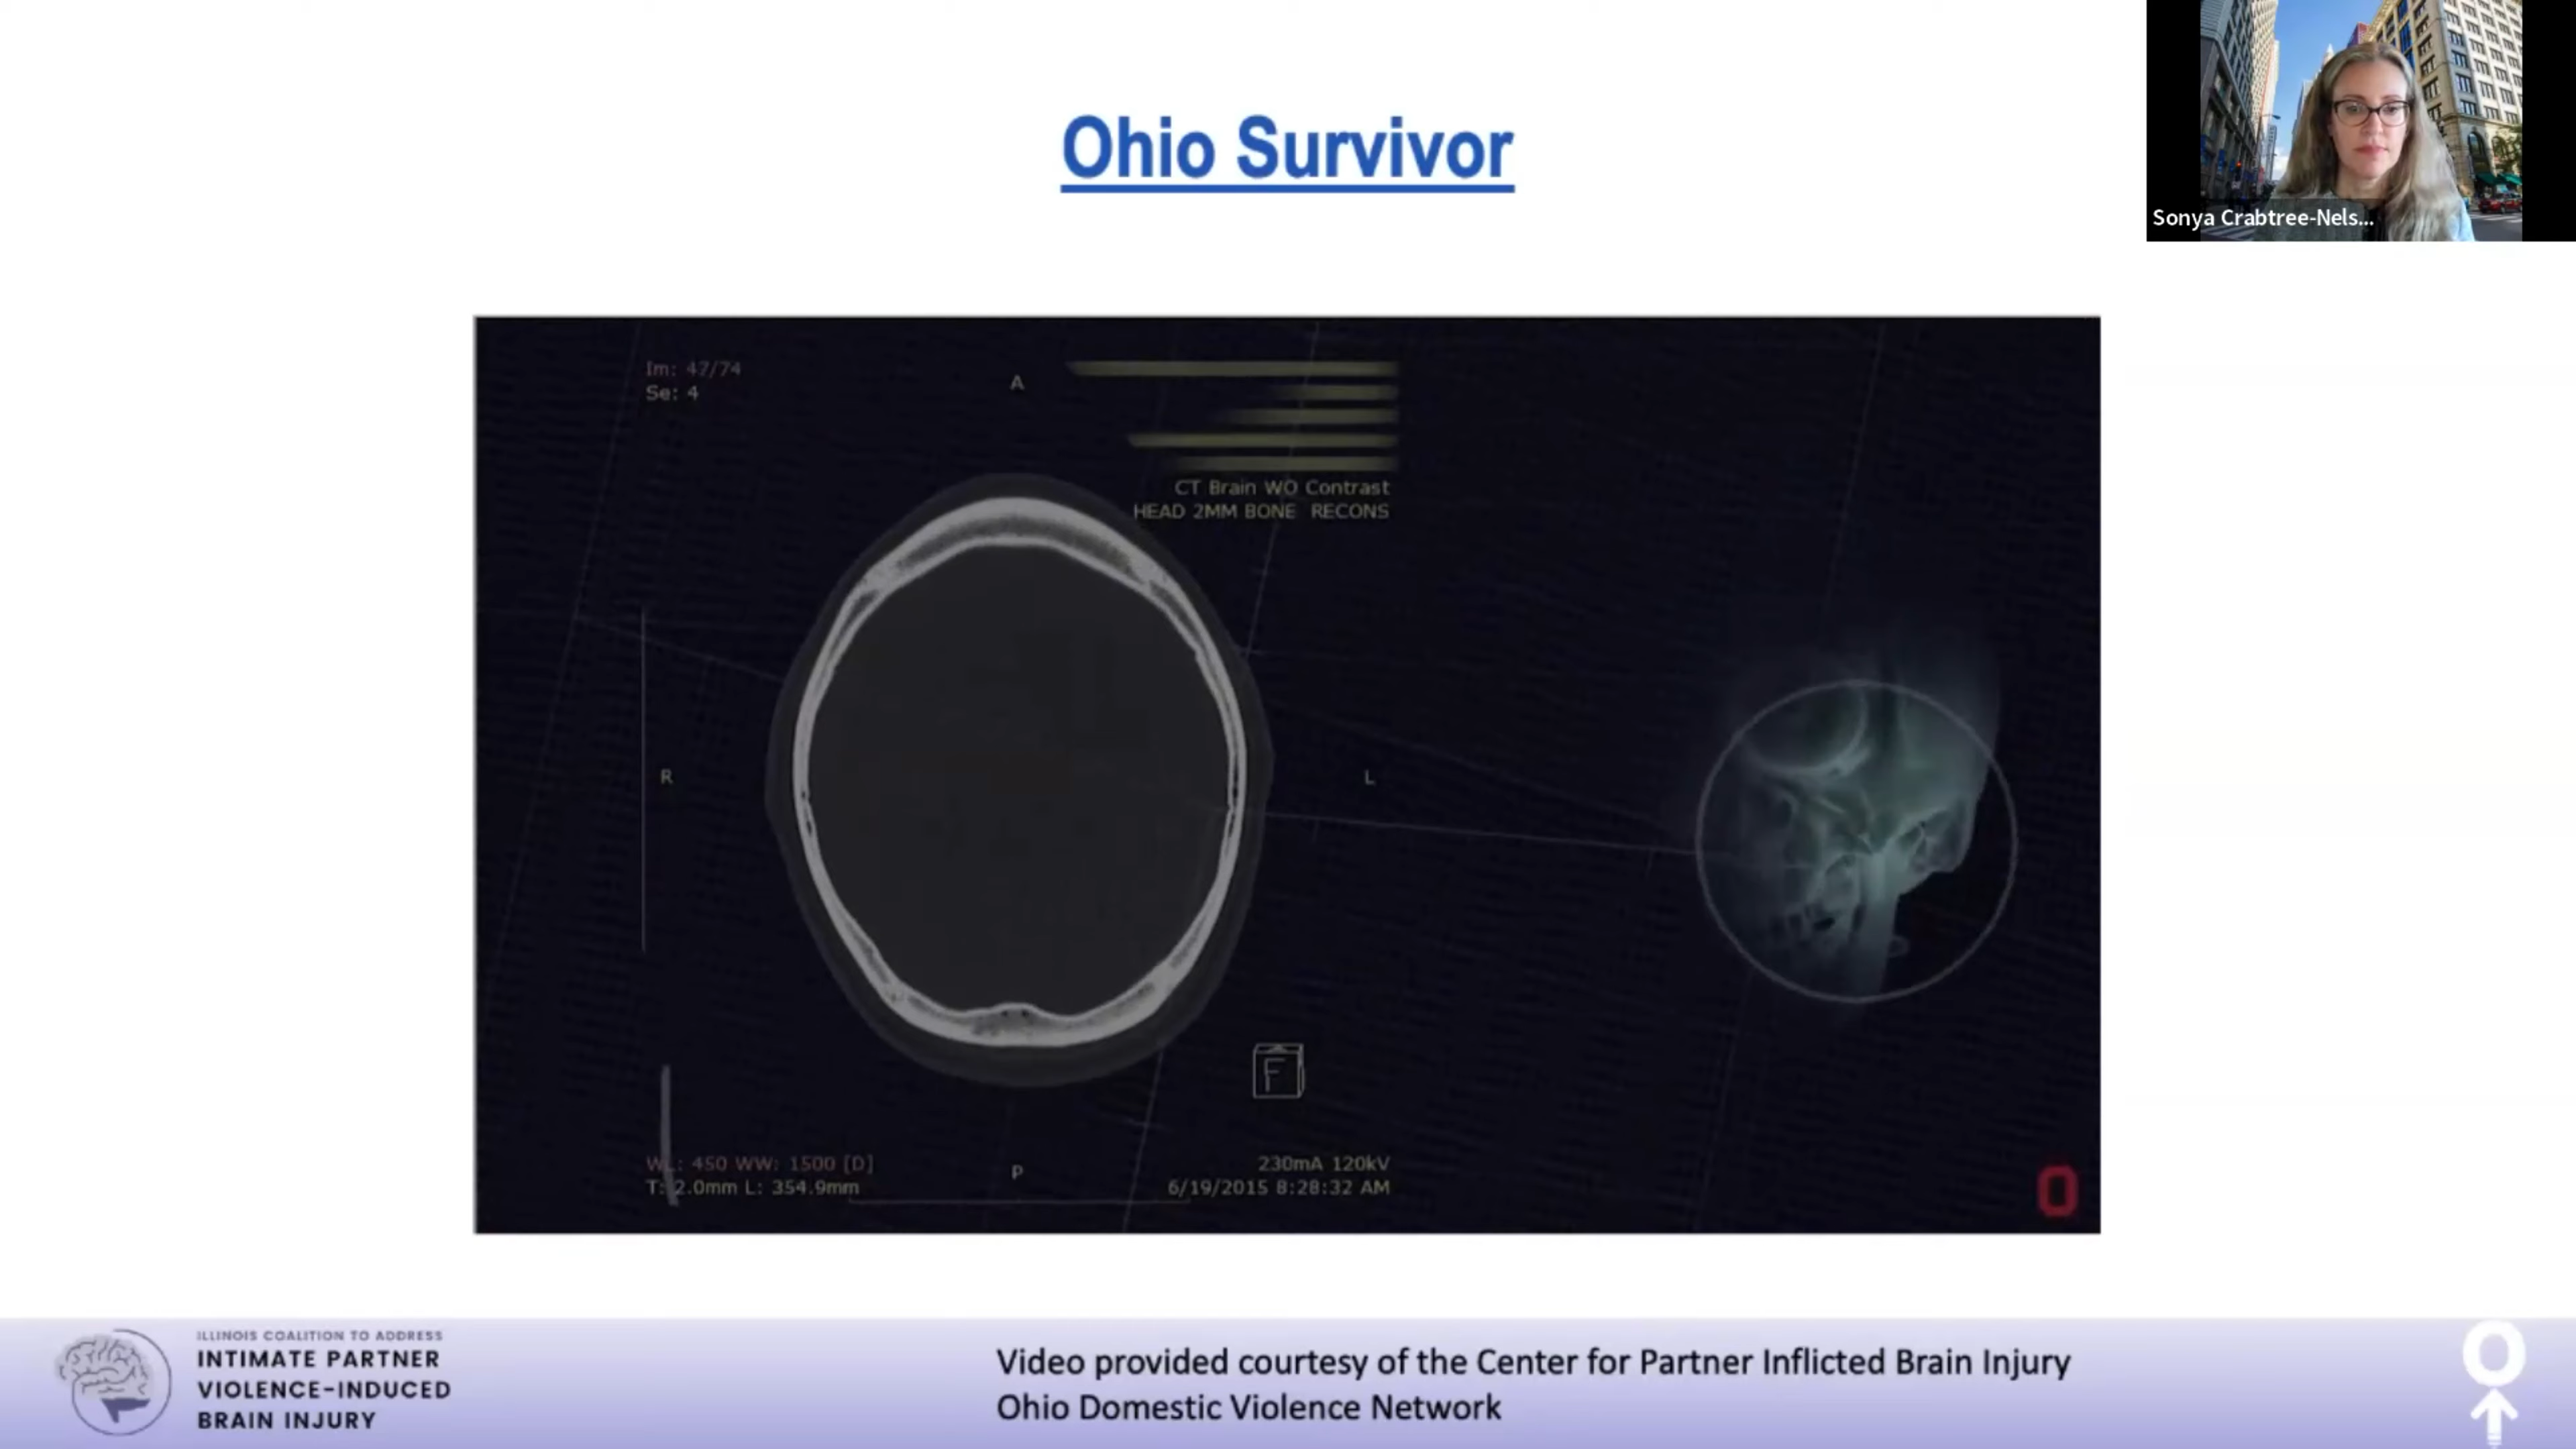 Ohio Survivor
Sonya Crabtree-Nels...
Im: 47/74
Se: 4
A
CT Brain WO Contrast
HEAD 2MM BONE RECONS
R
L
F
WL: 450 WW: 1500 [D]
T: 2.0mm L: 354.9mm
P
230mA 120kV
6/19/2015 8:28:32 AM
O
ILLINOIS COALITION TO ADDRESS
INTIMATE PARTNER
VIOLENCE-INDUCED
BRAIN INJURY
Video provided courtesy of the Center for Partner Inflicted Brain Injury
Ohio Domestic Violence Network